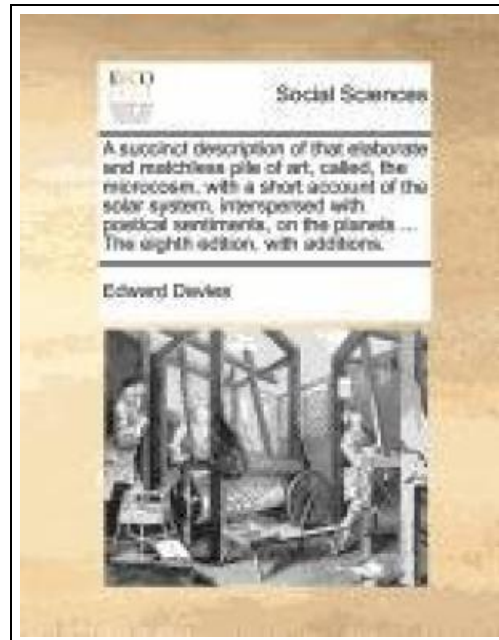 ECCO
Social Sciences
A succinct description of that elaborate
and matchless pile of art, called, the
microcosm. with a short account of the
solar system, interspersed with
poetical sentiments, on the planets ...
The eighth edition, with additions.
Edward Davies